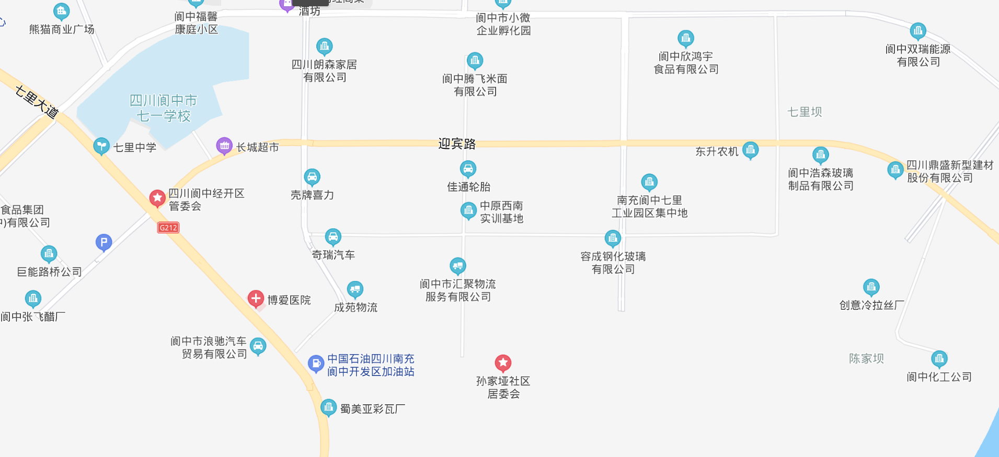 酒坊
熊猫商业广场
阆中福馨
康庭小区
阆中市小微
企业孵化园
四川朗森家居
有限公司
阆中腾飞米面
有限公司
阆中欣鸿宇
食品有限公司
阆中双瑞能源
有限公司
七里大道
四川阆中市
七一学校
七里坝
七里中学
长城超市
迎宾路
东升农机
阆中浩森玻璃
制品有限公司
四川鼎盛新型建材
股份有限公司
壳牌喜力
佳通轮胎
四川阆中经开区
管委会
南充阆中七里
工业园区集中地
中原西南
实训基地
食品集团
)有限公司
G212
P
奇瑞汽车
容成钢化玻璃
有限公司
巨能路桥公司
阆中市汇聚物流
服务有限公司
博爱医院
成苑物流
创意冷拉丝厂
阆中张飞醋厂
阆中市浪驰汽车
贸易有限公司
中国石油四川南充
阆中开发区加油站
陈家坝
孙家垭社区
居委会
阆中化工公司
蜀美亚彩瓦厂